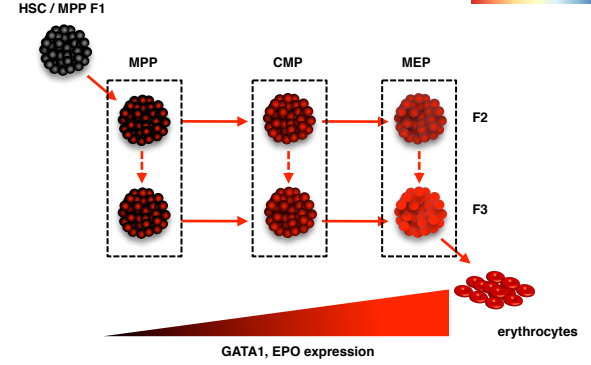 HSC / MPP F1
MPP
CMP
MEP
F2
F3
erythrocytes
GATA1, EPO expression